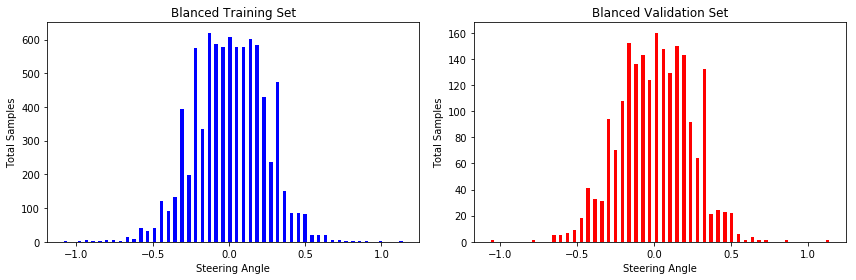 Blanced Training Set
600
500
400
300
200
100
0
Total Samples
−1.0 −0.5 0.0 0.5 1.0
Steering Angle
Blanced Validation Set
160
140
120
100
80
60
40
20
0
Total Samples
−1.0 −0.5 0.0 0.5 1.0
Steering Angle